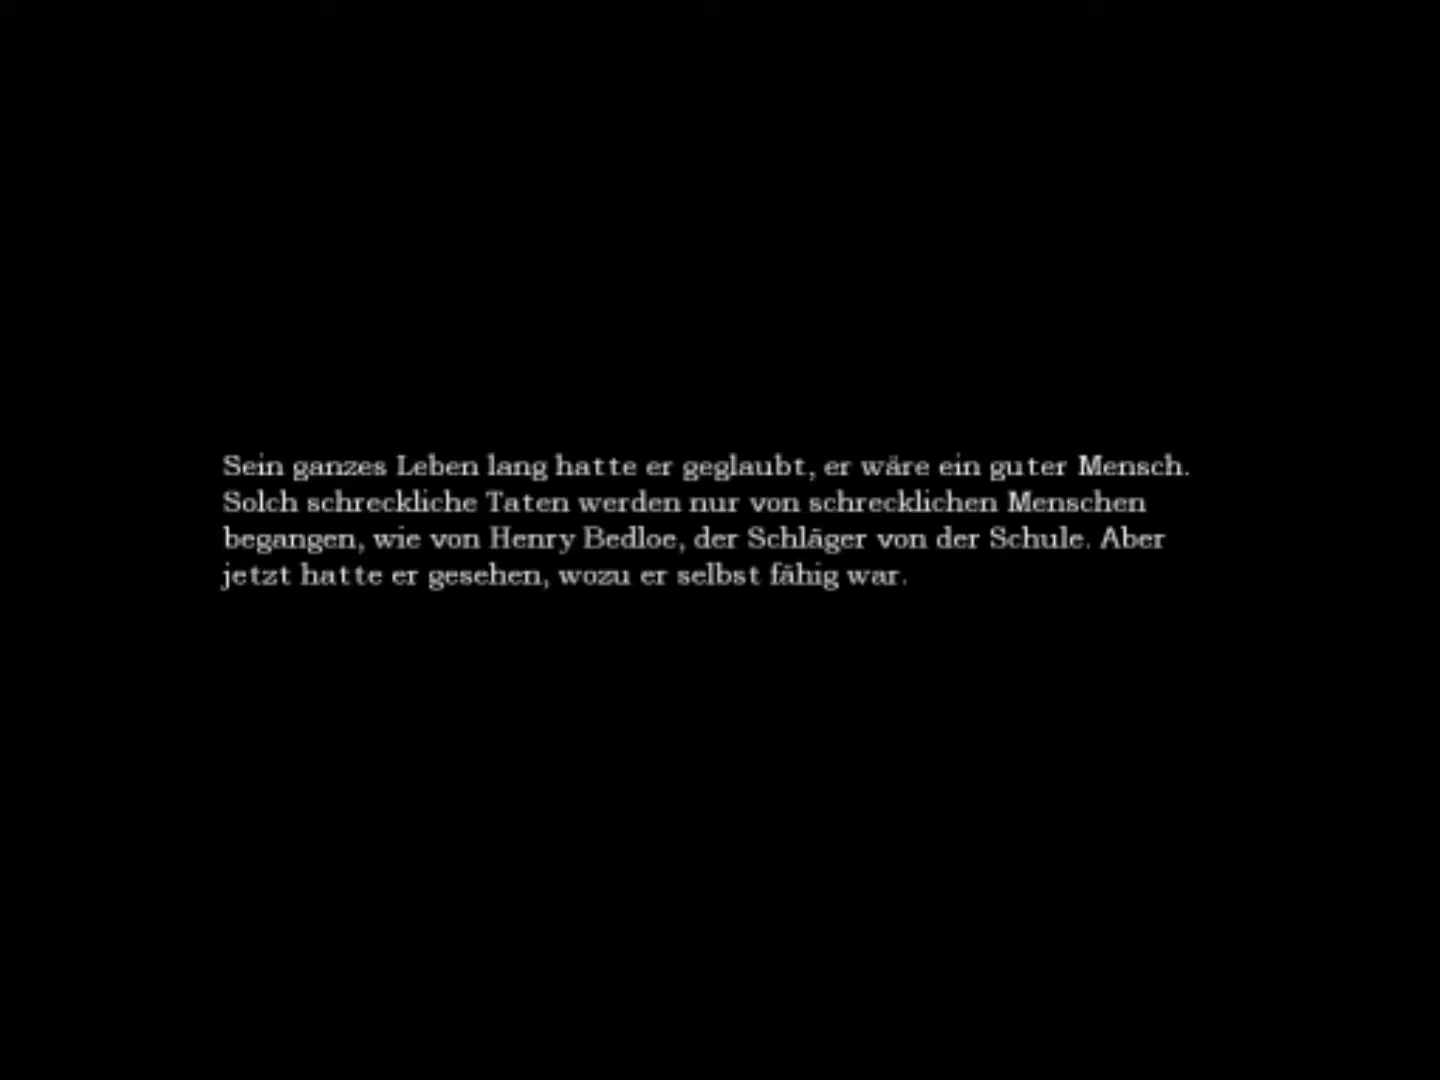 Sein ganzes Leben lang hatte er geglaubt, er wäre ein guter Mensch.
Solch schreckliche Taten werden nur von schrecklichen Menschen
begangen, wie von Henry Bedloe, der Schläger von der Schule. Aber
jetzt hatte er gesehen, wozu er selbst fähig war.